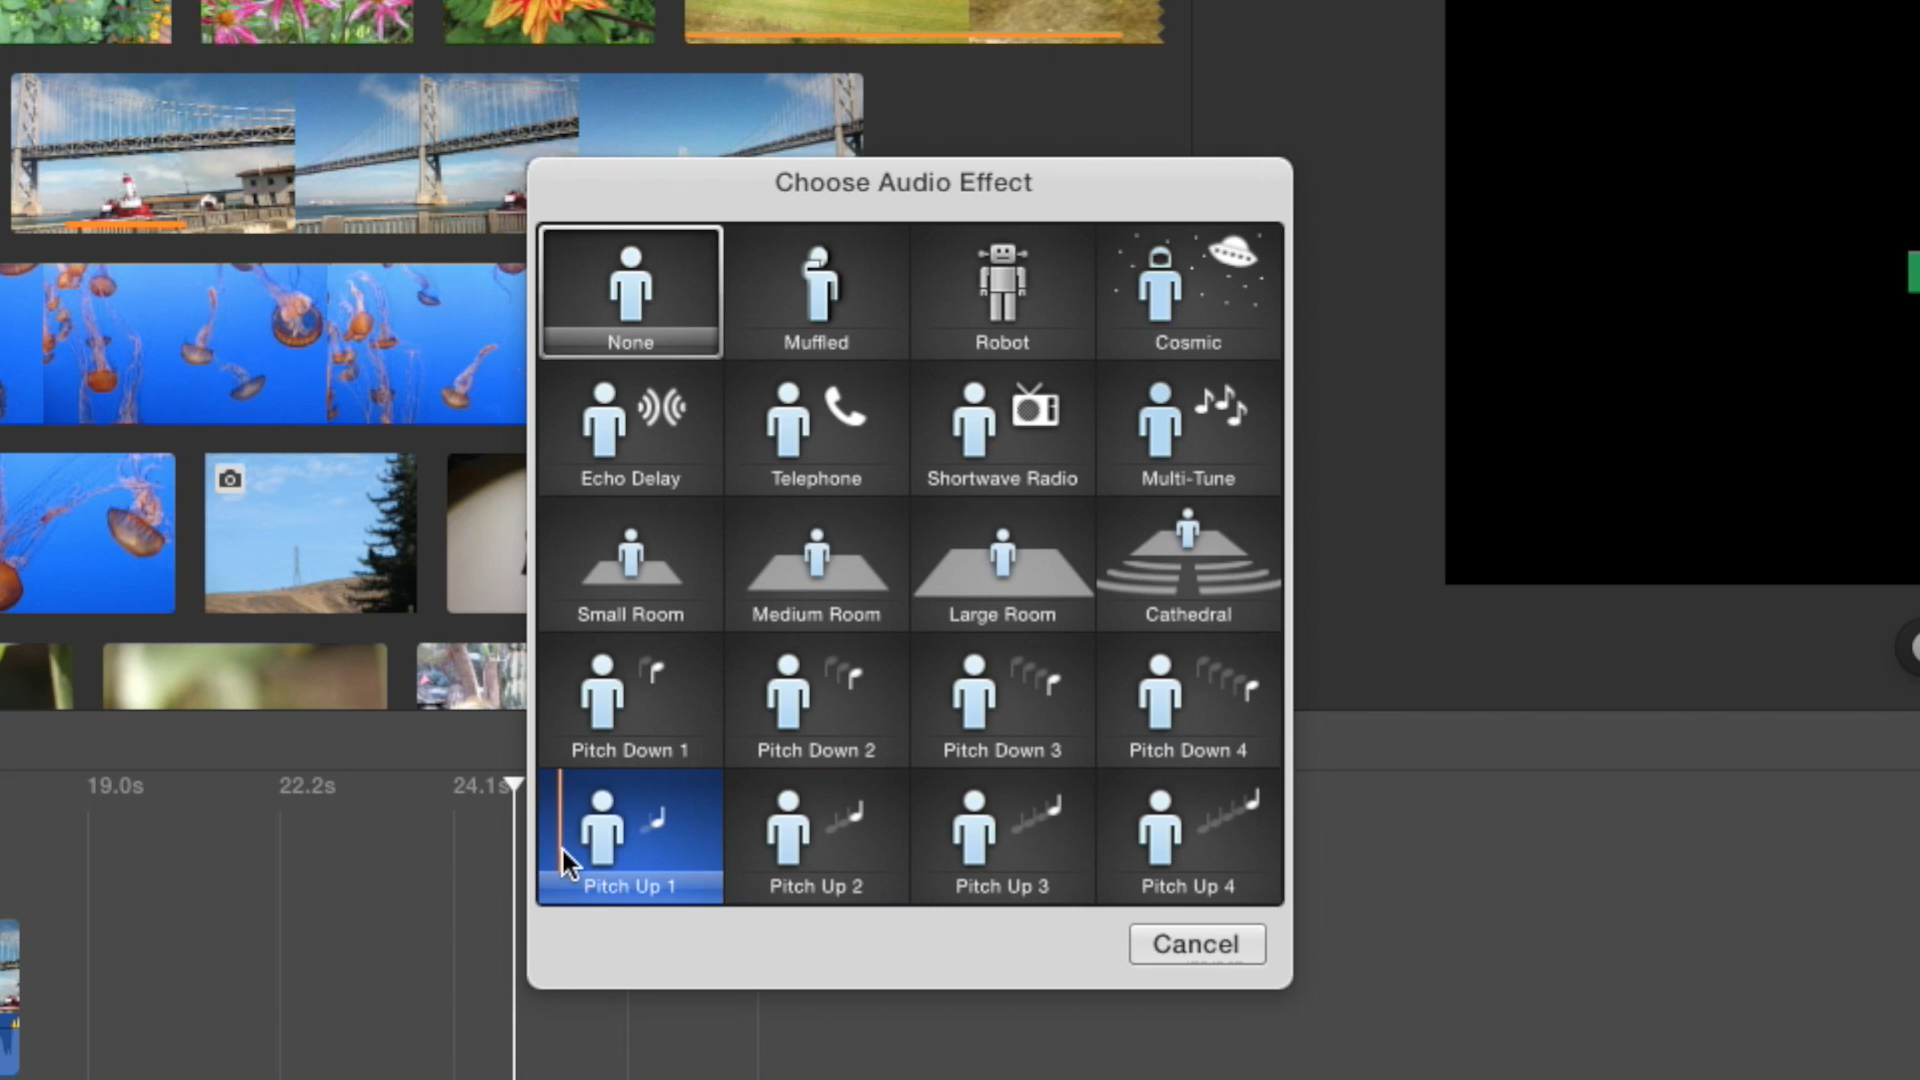 Choose Audio Effect
None
Muffled
Robot
Cosmic
Echo Delay
Telephone
Shortwave Radio
Multi-Tune
Small Room
Medium Room
Large Room
Cathedral
Pitch Down 1
Pitch Down 2
Pitch Down 3
Pitch Down 4
19.0s
22.2s
24.1s
Pitch Up 1
Pitch Up 2
Pitch Up 3
Pitch Up 4
Cancel